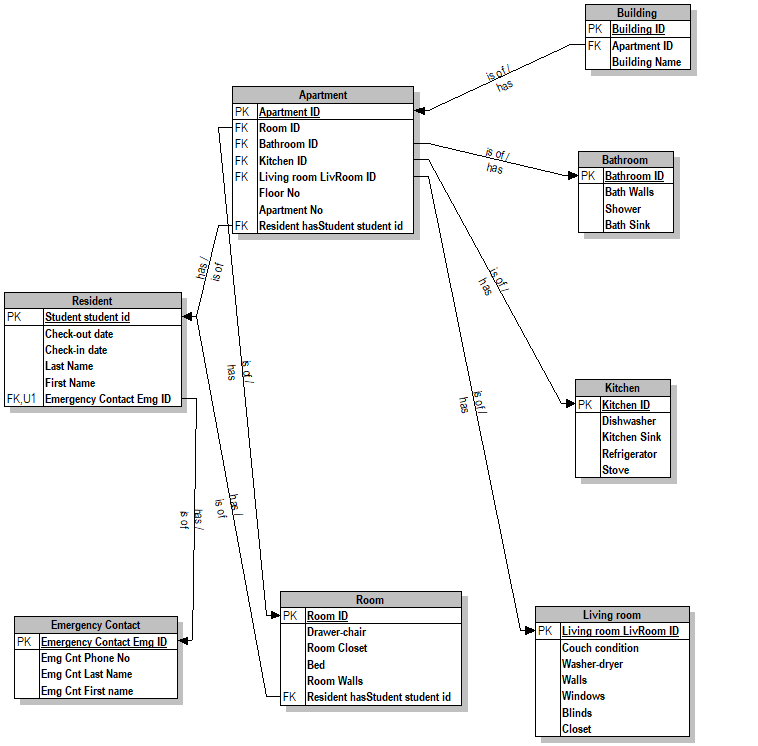 Building
PK Building ID
FK Apartment ID
Building Name
is of /
has
Apartment
PK Apartment ID
FK Room ID
FK Bathroom ID
FK Kitchen ID
FK Living room LivRoom ID
Floor No
Apartment No
FK Resident hasStudent student id
is of /
has
Bathroom
PK Bathroom ID
Bath Walls
Shower
Bath Sink
has /
is of
is of /
has
Resident
PK Student student id
Check-out date
Check-in date
Last Name
First Name
FK,U1 Emergency Contact Emg ID
is of /
has
is of /
has
Kitchen
PK Kitchen ID
Dishwasher
Kitchen Sink
Refrigerator
Stove
has /
is of
has /
is of
Emergency Contact
PK Emergency Contact Emg ID
Emg Cnt Phone No
Emg Cnt Last Name
Emg Cnt First name
Room
PK Room ID
Drawer-chair
Room Closet
Bed
Room Walls
FK Resident hasStudent student id
Living room
PK Living room LivRoom ID
Couch condition
Washer-dryer
Walls
Windows
Blinds
Closet